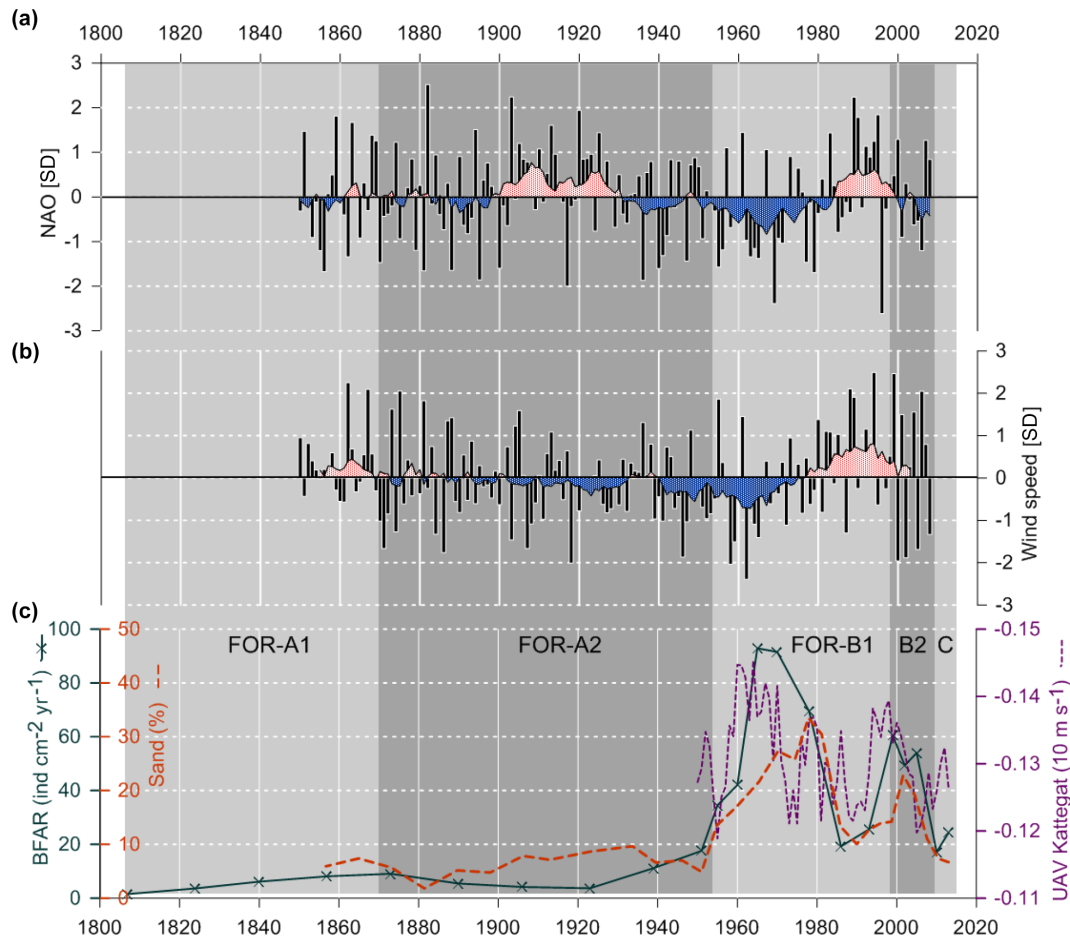 (a)
1800 1820 1840 1860 1880 1900 1920 1940 1960 1980 2000 2020
3
2
1
0
-1
-2
-3
NAO [SD]
(b)
3
2
1
0
-1
-2
-3
Wind speed [SD]
(c)
FOR-A1 FOR-A2 FOR-B1 B2 C
100
80
60
40
20
0
BFAR (ind cm-2 yr-1)
50
40
30
20
10
0
Sand (%)
-0.15
-0.14
-0.13
-0.12
-0.11
UAV Kattegat (10 m s-1)
1800 1820 1840 1860 1880 1900 1920 1940 1960 1980 2000 2020